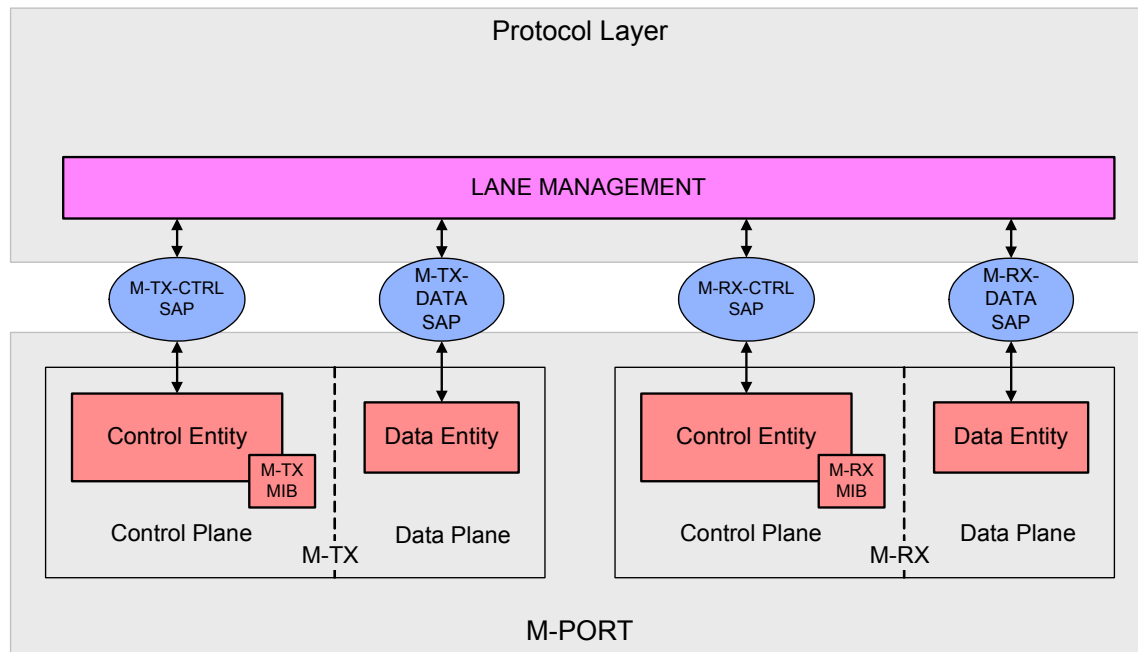 Protocol Layer
LANE MANAGEMENT
M-TX-CTRL
SAP
M-TX-
DATA
SAP
M-RX-CTRL
SAP
M-RX-
DATA
SAP
Control Entity
M-TX
MIB
Data Entity
Control Plane
Data Plane
M-TX
Control Entity
M-RX
MIB
Data Entity
Control Plane
Data Plane
M-RX
M-PORT